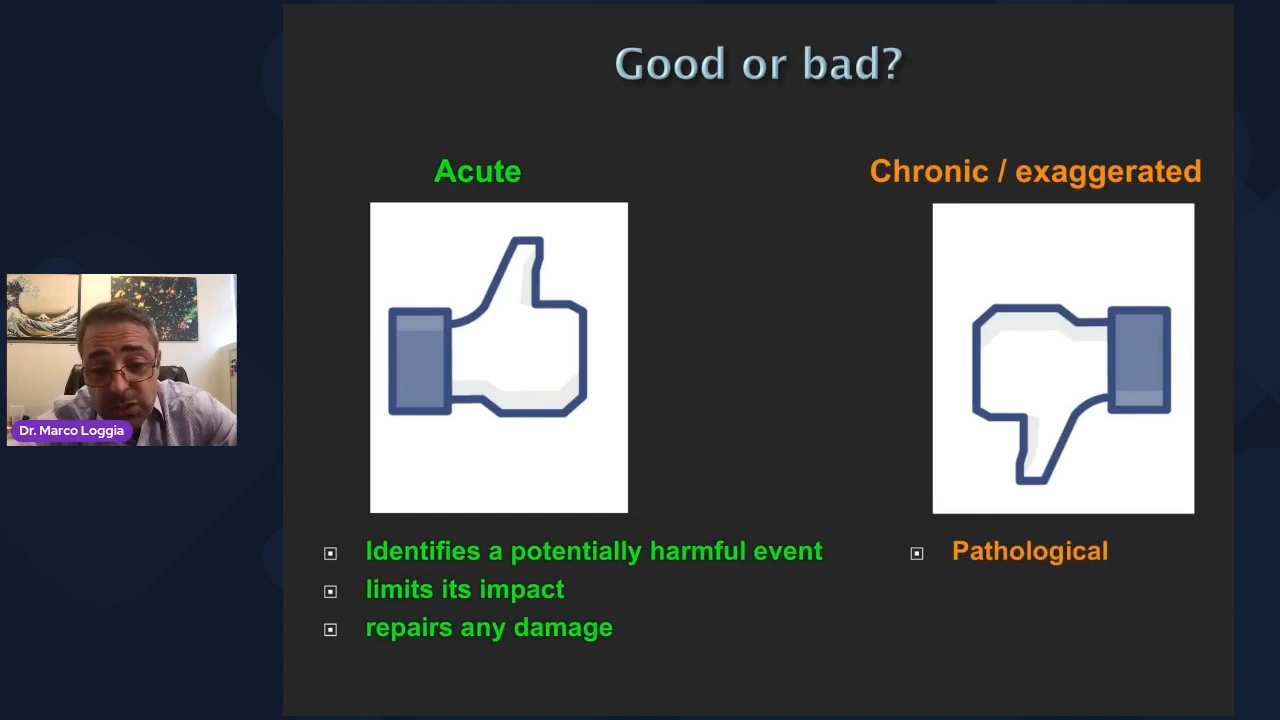 Good or bad?
Acute
Chronic / exaggerated
Dr. Marco Loggia
Identifies a potentially harmful event
limits its impact
repairs any damage
Pathological